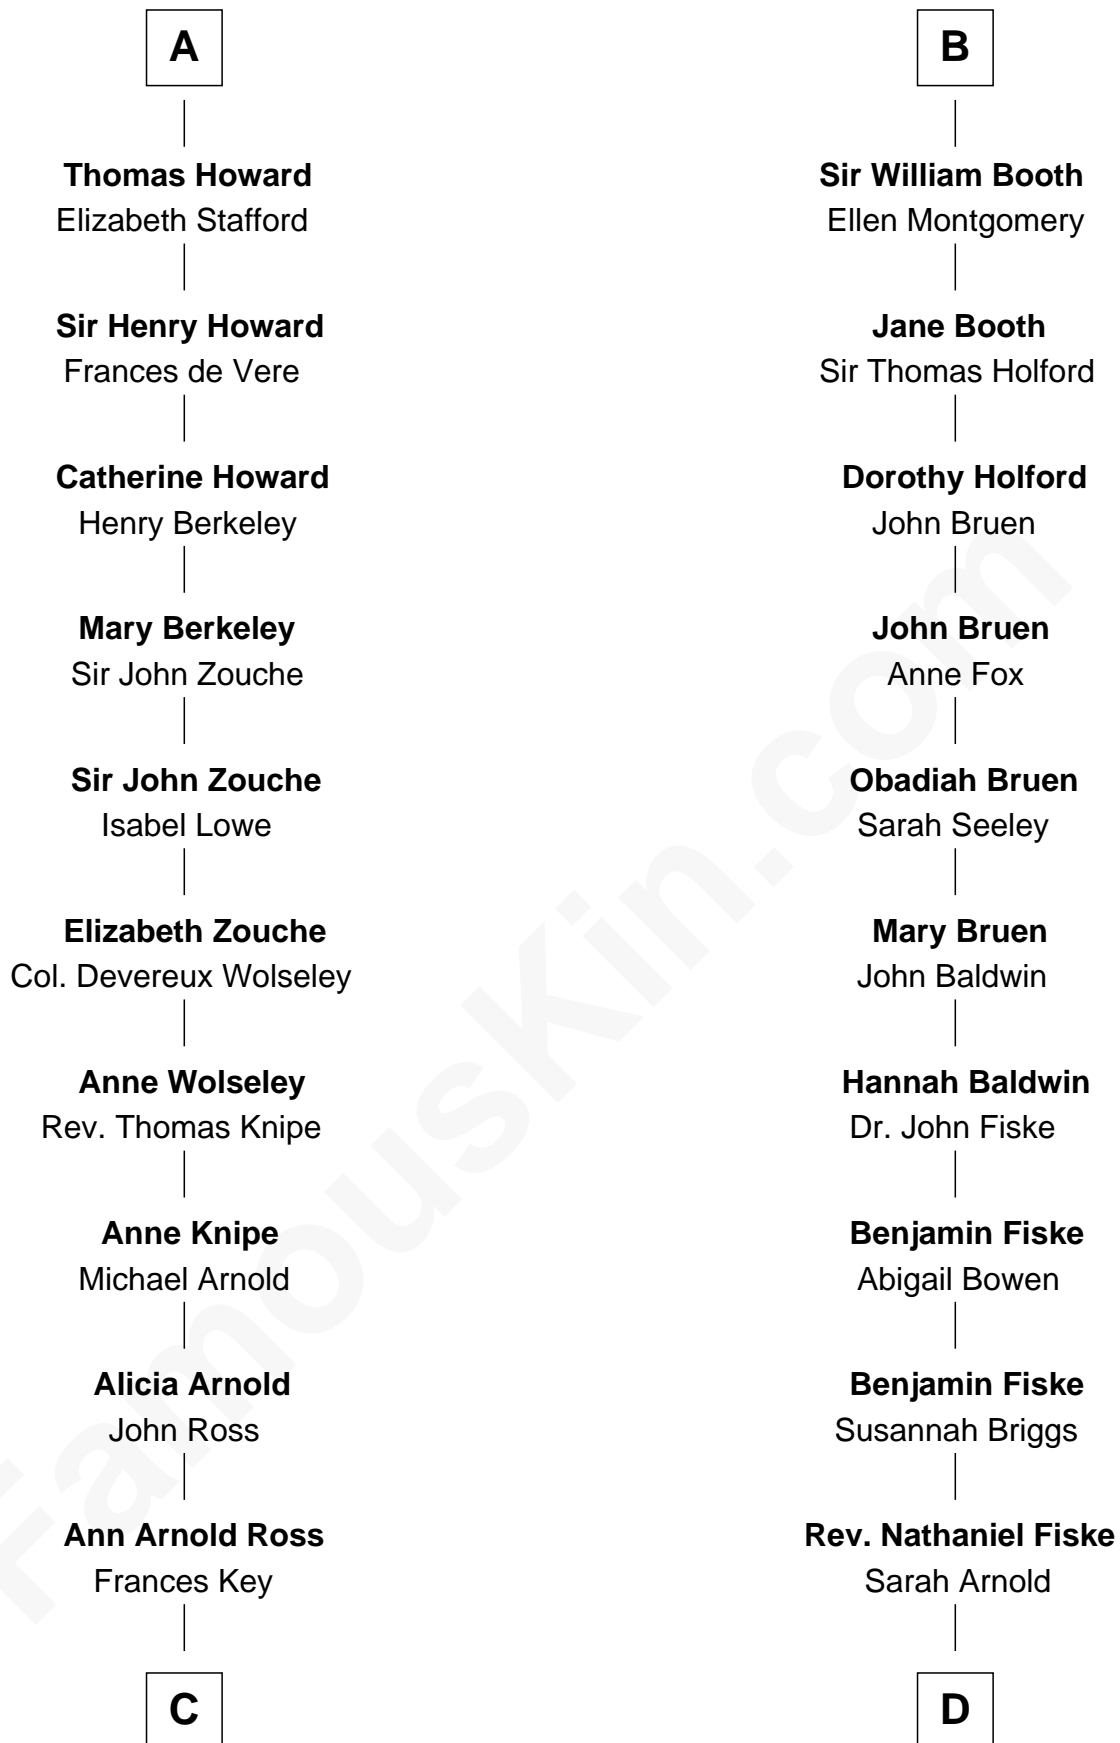 A
Thomas Howard
Elizabeth Stafford
Sir Henry Howard
Frances de Vere
Catherine Howard
Henry Berkeley
Mary Berkeley
Sir John Zouche
Sir John Zouche
Isabel Lowe
Elizabeth Zouche
Col. Devereux Wolseley
Anne Wolseley
Rev. Thomas Knipe
Anne Knipe
Michael Arnold
Alicia Arnold
John Ross
Ann Arnold Ross
Frances Key
C
B
Sir William Booth
Ellen Montgomery
Jane Booth
Sir Thomas Holford
Dorothy Holford
John Bruen
John Bruen
Anne Fox
Obadiah Bruen
Sarah Seeley
Mary Bruen
John Baldwin
Hannah Baldwin
Dr. John Fiske
Benjamin Fiske
Abigail Bowen
Benjamin Fiske
Susannah Briggs
Rev. Nathaniel Fiske
Sarah Arnold
D
FamousKin.com